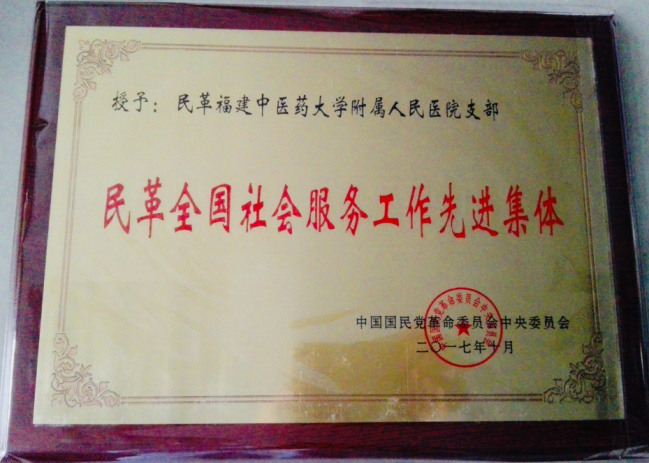 授予：民革福建中医药大学附属人民医院支部
民革全国社会服务工作先进集体
中国国民党革命委员会中央委员会
二〇一七年十月